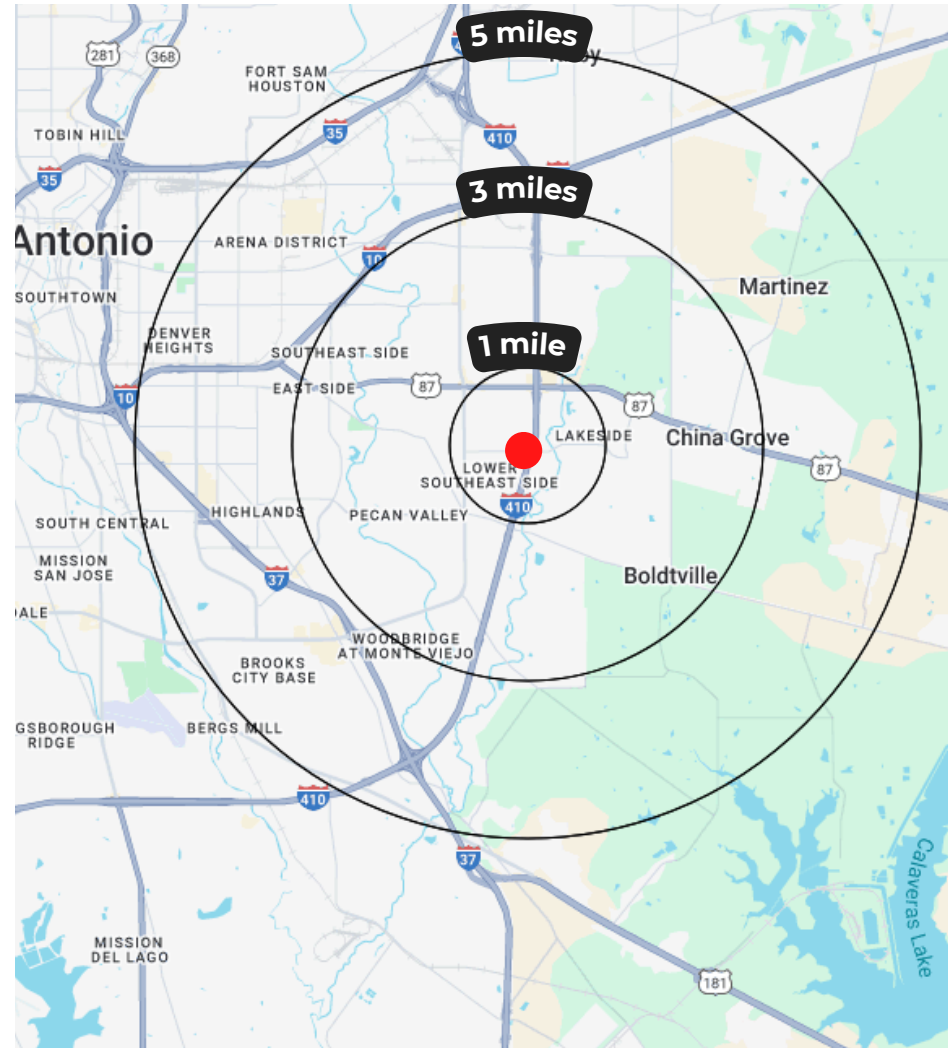 5 miles
281
368
FORT SAM
HOUSTON
TOBIN HILL
35
410
35
3 miles
Antonio
ARENA DISTRICT
10
Martinez
SOUTHTOWN
DENVER
HEIGHTS
1 mile
SOUTHEAST SIDE
EAST SIDE
87
10
87
LAKESIDE
China Grove
LOWER
SOUTHEAST SIDE
87
410
HIGHLANDS
PECAN VALLEY
SOUTH CENTRAL
MISSION
SAN JOSE
37
Boldtville
DALE
WOODBRIDGE
AT MONTE VIEJO
BROOKS
CITY BASE
GSBOROUGH
RIDGE
BERGS MILL
410
37
Calaveras Lake
MISSION
DEL LAGO
181